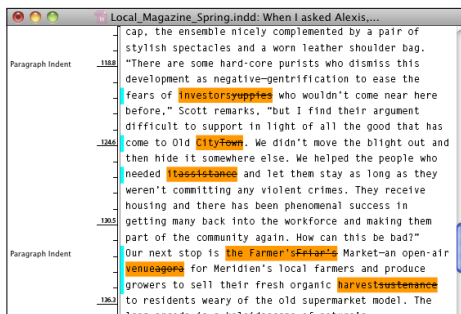 Local_Magazine_Spring.indd: When I asked Alexis,...
cap, the ensemble nicely complemented by a pair of
stylish spectacles and a worn leather shoulder bag.
Paragraph Indent 118.8 “There are some hard-core purists who dismiss this
development as negative—gentrification to ease the
fears of investorsyuppies who wouldn’t come near here
before,” Scott remarks, “but I find their argument
difficult to support in light of all the good that has
124.6 come to Old CityTown. We didn’t move the blight out and
then hide it somewhere else. We helped the people who
needed itassistance and let them stay as long as they
weren’t committing any violent crimes. They receive
housing and there has been phenomenal success in
130.5 getting many back into the workforce and making them
part of the community again. How can this be bad?”
Paragraph Indent Our next stop is the Farmer’sFriar’s Market—an open-air
venueagora for Meridien’s local farmers and produce
growers to sell their fresh organic harvestsustenance
136.3 to residents weary of the old supermarket model. The